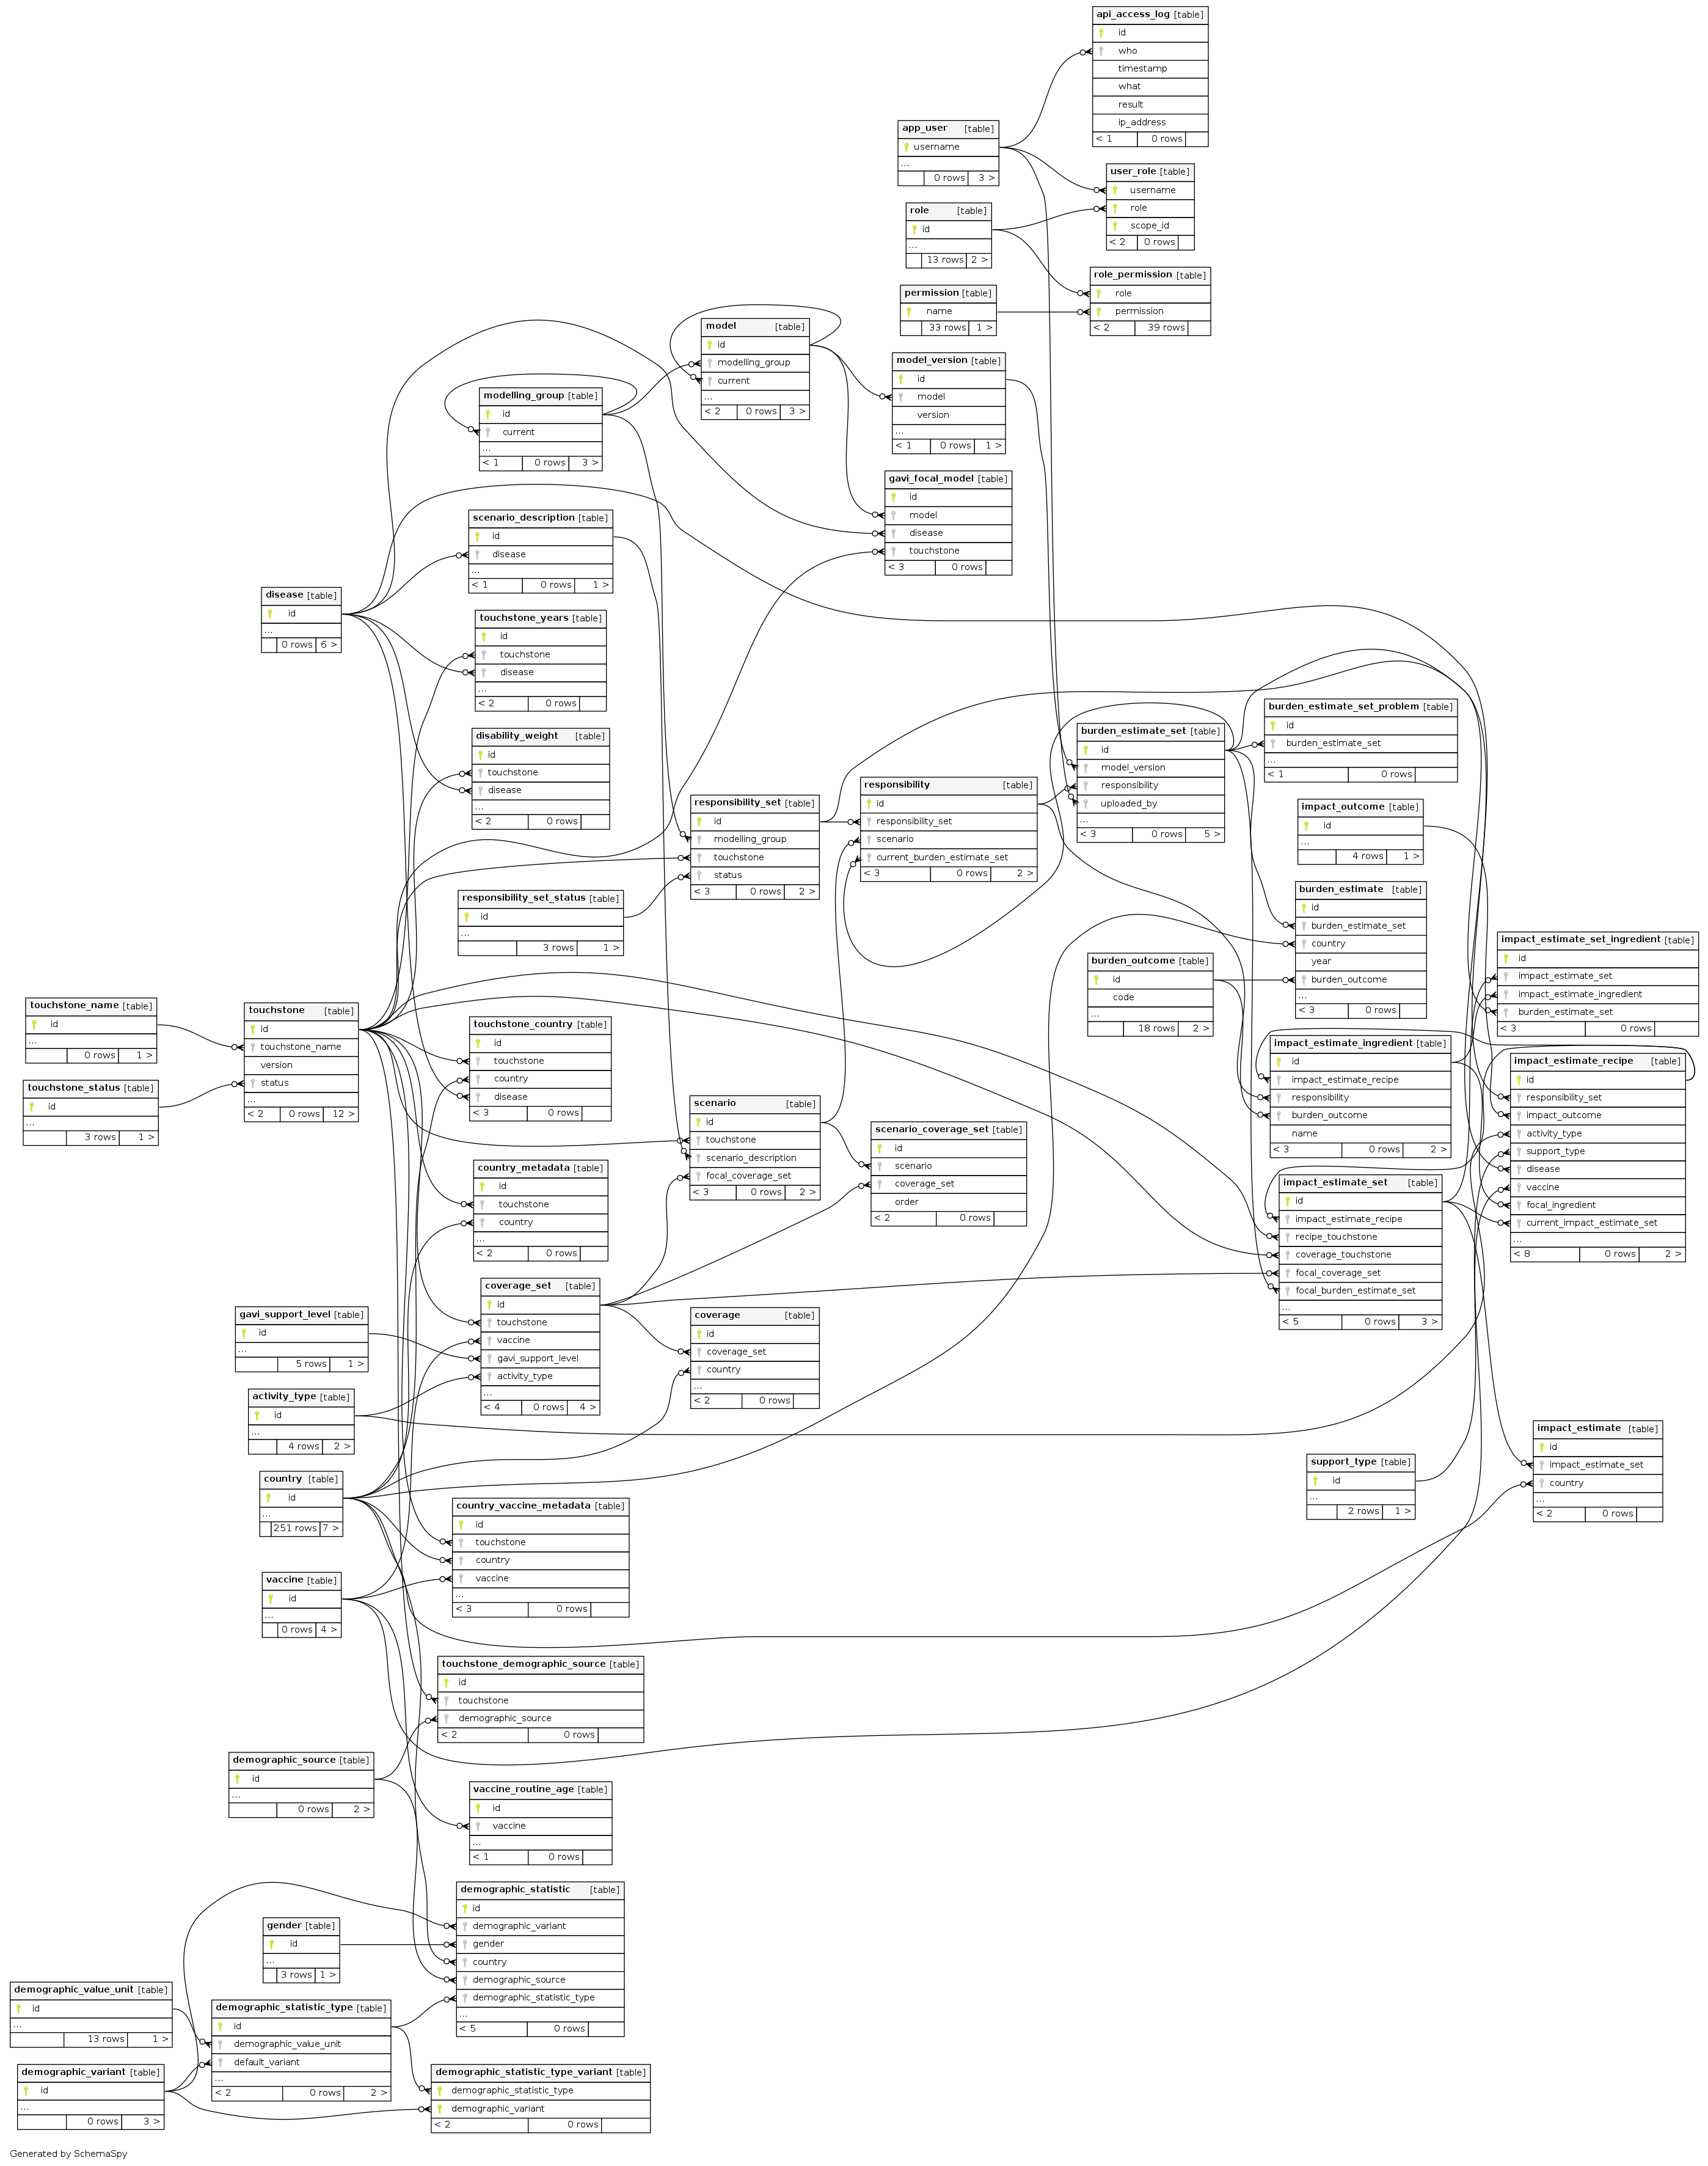 api_access_log [table]
id
who
timestamp
what
result
ip_address
< 1 0 rows
app_user [table]
username
...
0 rows 3 >
user_role [table]
username
role
scope_id
< 2 0 rows
role [table]
id
...
13 rows 2 >
role_permission [table]
role
permission
< 2 39 rows
permission [table]
name
33 rows 1 >
model [table]
id
modelling_group
current
...
< 2 0 rows 3 >
model_version [table]
id
model
version
...
< 1 0 rows 1 >
modelling_group [table]
id
current
...
< 1 0 rows 3 >
gavi_focal_model [table]
id
model
disease
touchstone
< 3 0 rows
scenario_description [table]
id
disease
...
< 1 0 rows 1 >
disease [table]
id
...
0 rows 6 >
touchstone_years [table]
id
touchstone
disease
...
< 2 0 rows
disability_weight [table]
id
touchstone
disease
...
< 2 0 rows
burden_estimate_set_problem [table]
id
burden_estimate_set
...
< 1 0 rows
burden_estimate_set [table]
id
model_version
responsibility
uploaded_by
...
< 3 0 rows 5 >
responsibility [table]
id
responsibility_set
scenario
current_burden_estimate_set
< 3 0 rows 2 >
responsibility_set [table]
id
modelling_group
touchstone
status
< 3 0 rows 2 >
impact_outcome [table]
id
...
4 rows 1 >
responsibility_set_status [table]
id
...
3 rows 1 >
burden_estimate [table]
id
burden_estimate_set
country
year
burden_outcome
...
< 3 0 rows
impact_estimate_set_ingredient [table]
id
impact_estimate_set
impact_estimate_ingredient
burden_estimate_set
< 3 0 rows
burden_outcome [table]
id
code
...
18 rows 2 >
touchstone_name [table]
id
...
0 rows 1 >
touchstone [table]
id
touchstone_name
version
status
...
< 2 0 rows 12 >
touchstone_status [table]
id
...
3 rows 1 >
touchstone_country [table]
id
touchstone
country
disease
< 3 0 rows
impact_estimate_ingredient [table]
id
impact_estimate_recipe
responsibility
burden_outcome
name
< 3 0 rows 2 >
impact_estimate_recipe [table]
id
responsibility_set
impact_outcome
activity_type
support_type
disease
vaccine
focal_ingredient
current_impact_estimate_set
...
< 8 0 rows 2 >
scenario [table]
id
touchstone
scenario_description
focal_coverage_set
< 3 0 rows 2 >
scenario_coverage_set [table]
id
scenario
coverage_set
order
< 2 0 rows
country_metadata [table]
id
touchstone
country
...
< 2 0 rows
impact_estimate_set [table]
id
impact_estimate_recipe
recipe_touchstone
coverage_touchstone
focal_coverage_set
focal_burden_estimate_set
...
< 5 0 rows 3 >
coverage_set [table]
id
touchstone
vaccine
gavi_support_level
activity_type
...
< 4 0 rows 4 >
gavi_support_level [table]
id
...
5 rows 1 >
coverage [table]
id
coverage_set
country
...
< 2 0 rows
activity_type [table]
id
...
4 rows 2 >
impact_estimate [table]
id
impact_estimate_set
country
...
< 2 0 rows
support_type [table]
id
...
2 rows 1 >
country [table]
id
...
251 rows 7 >
country_vaccine_metadata [table]
id
touchstone
country
vaccine
...
< 3 0 rows
vaccine [table]
id
...
0 rows 4 >
touchstone_demographic_source [table]
id
touchstone
demographic_source
< 2 0 rows
demographic_source [table]
id
...
0 rows 2 >
vaccine_routine_age [table]
id
vaccine
...
< 1 0 rows
demographic_statistic [table]
id
demographic_variant
gender
country
demographic_source
demographic_statistic_type
...
< 5 0 rows
gender [table]
id
...
3 rows 1 >
demographic_value_unit [table]
id
...
13 rows 1 >
demographic_statistic_type [table]
id
demographic_value_unit
default_variant
...
< 2 0 rows 2 >
demographic_variant [table]
id
...
0 rows 3 >
demographic_statistic_type_variant [table]
demographic_statistic_type
demographic_variant
< 2 0 rows
Generated by SchemaSpy